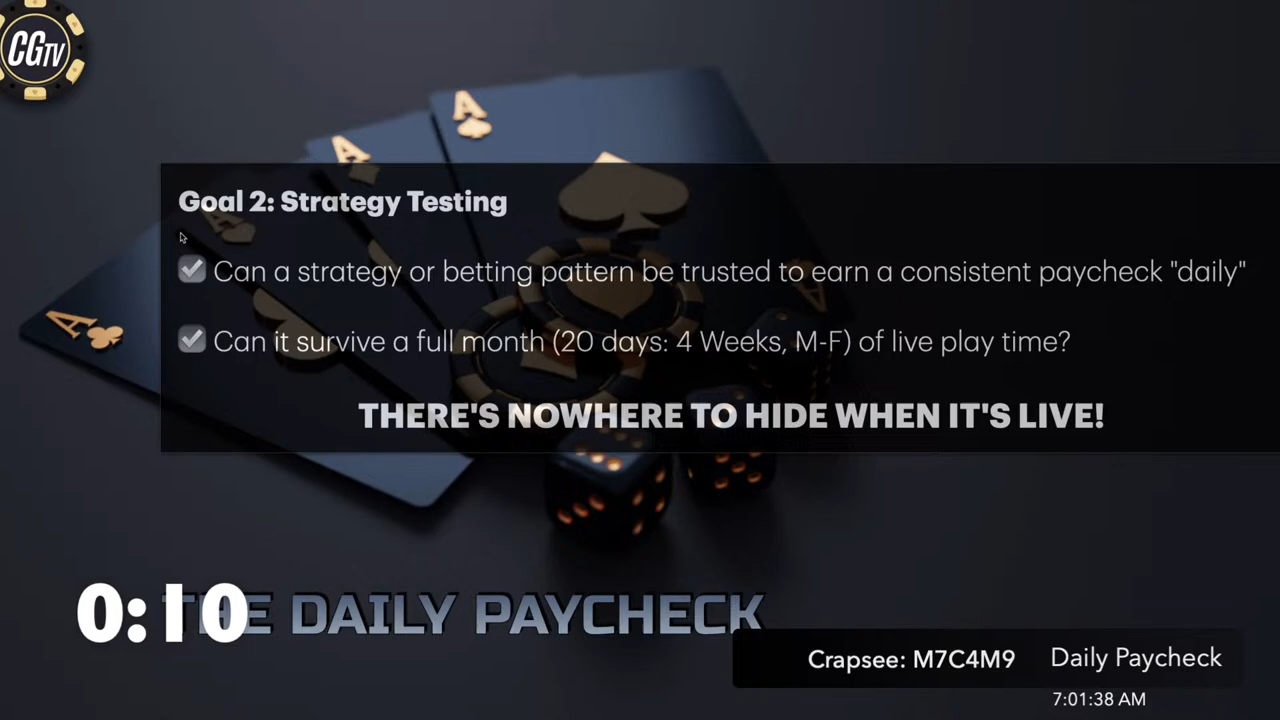 CGTV
A
A
A
A
Goal 2: Strategy Testing
Can a strategy or betting pattern be trusted to earn a consistent paycheck "daily"
Can it survive a full month (20 days: 4 Weeks, M-F) of live play time?
THERE'S NOWHERE TO HIDE WHEN IT'S LIVE!
0:10
THE DAILY PAYCHECK
Crapsee: M7C4M9
Daily Paycheck
7:01:38 AM